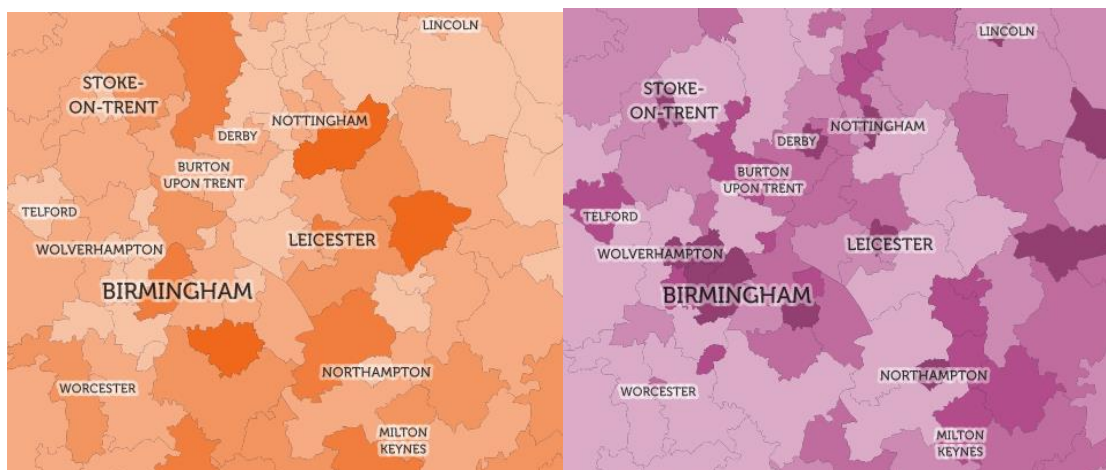 LINCOLN
STOKE-
ON-TRENT
NOTTINGHAM
DERBY
BURTON
UPON TRENT
TELFORD
LEICESTER
WOLVERHAMPTON
BIRMINGHAM
NORTHAMPTON
WORCESTER
MILTON
KEYNES
LINCOLN
STOKE-
ON-TRENT
NOTTINGHAM
DERBY
BURTON
UPON TRENT
TELFORD
LEICESTER
WOLVERHAMPTON
BIRMINGHAM
NORTHAMPTON
WORCESTER
MILTON
KEYNES